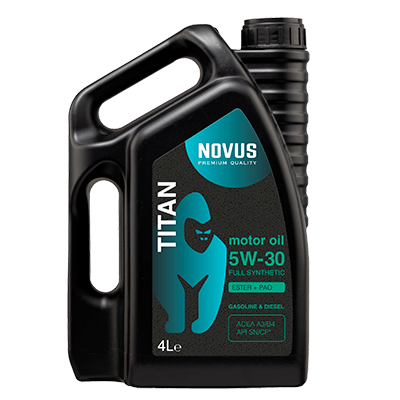 NOVUS
PREMIUM QUALITY
TITAN
motor oil
5W-30
FULL SYNTHETIC
ESTER + PAO
GASOLINE & DIESEL
ACEA A3/B4
API SN/CF*
4L℮